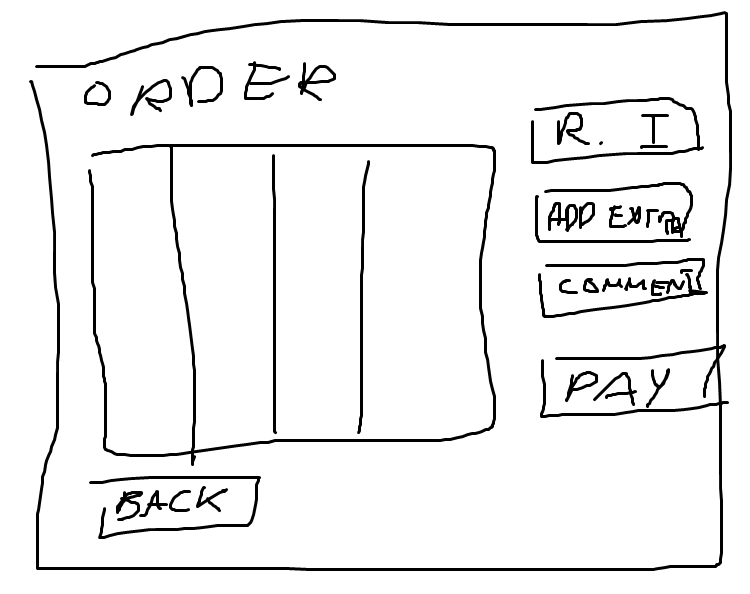 ORDER
R. I
ADD EXTRA
COMMENT
PAY
BACK